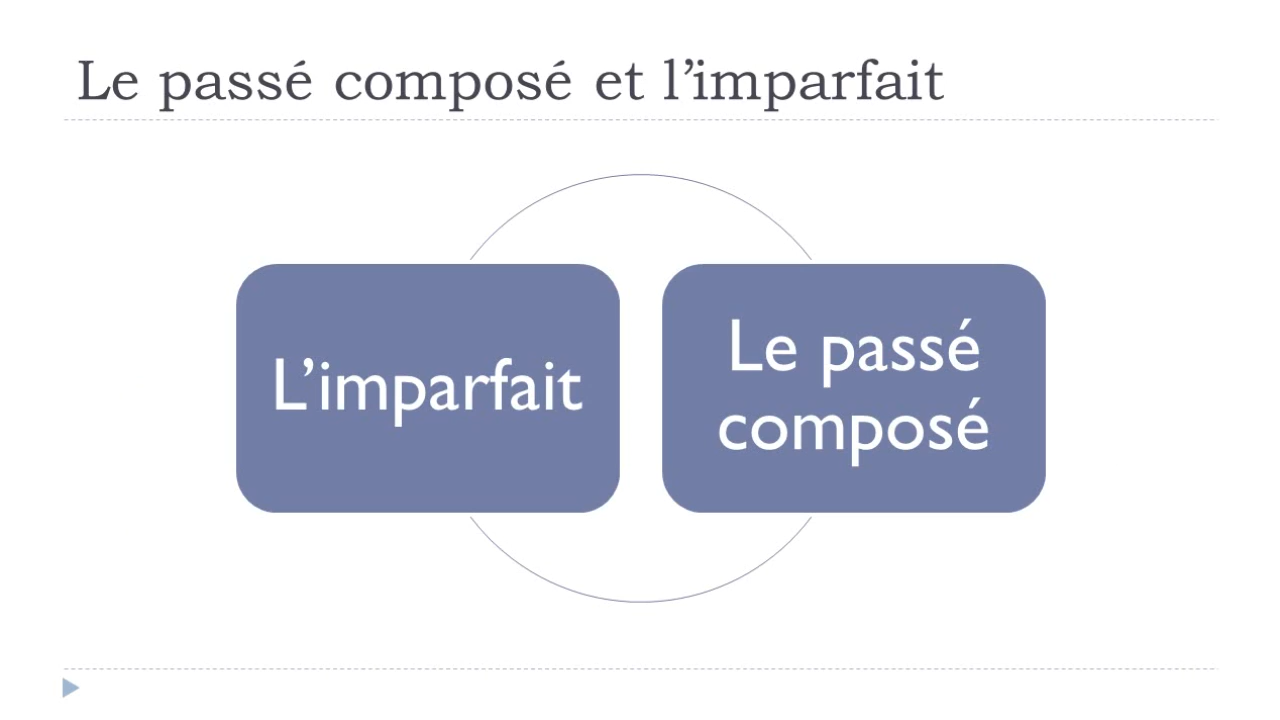 Le passé composé et l’imparfait
L’imparfait
Le passé
composé